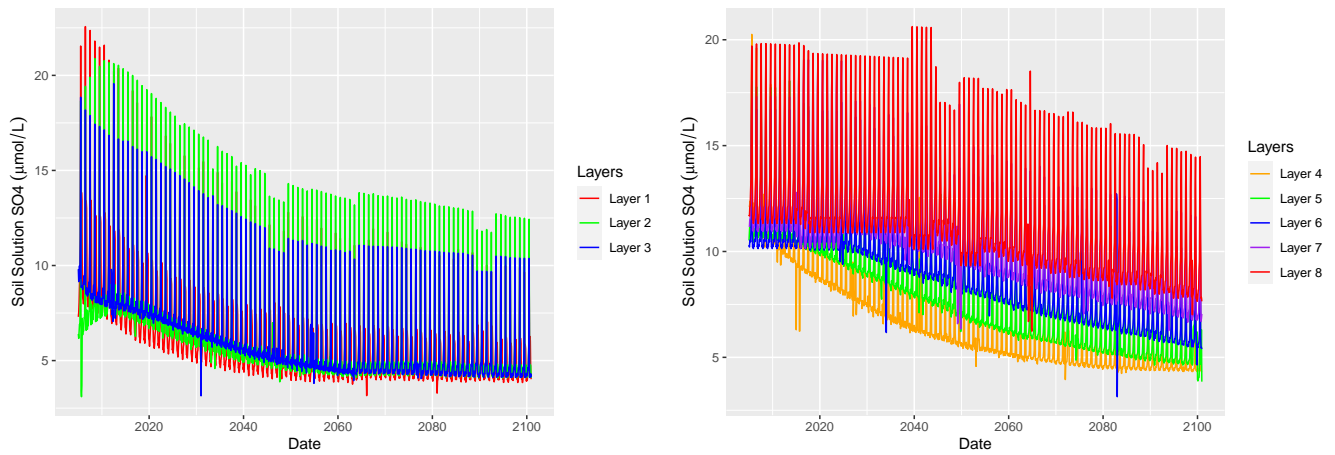 Soil Solution SO4 (μmol/L)
20
15
10
5
2020
2040
2060
2080
2100
Date
Layers
Layer 1
Layer 2
Layer 3
Soil Solution SO4 (μmol/L)
20
15
10
5
2020
2040
2060
2080
2100
Date
Layers
Layer 4
Layer 5
Layer 6
Layer 7
Layer 8